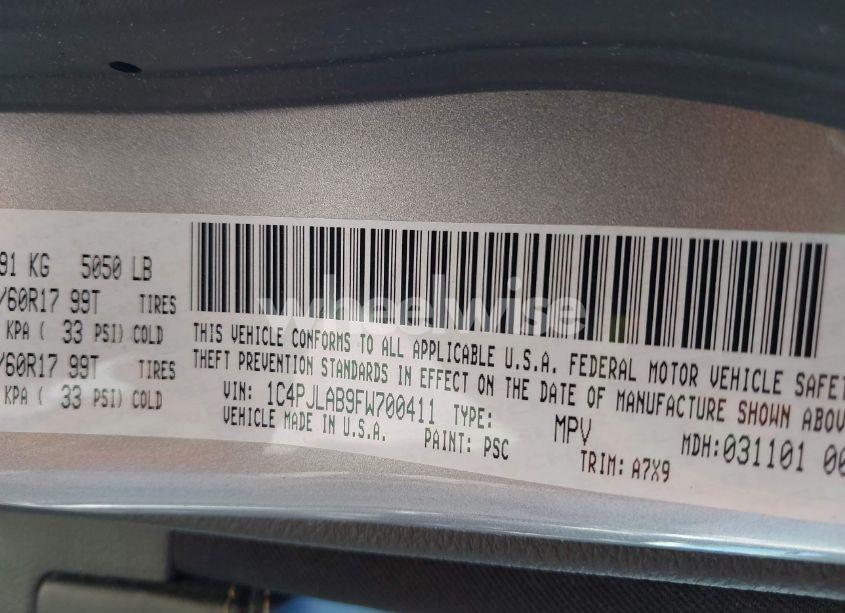 91 KG 5050 LB
/60R17 99T TIRES
KPA ( 33 PSI) COLD
/60R17 99T TIRES
KPA ( 33 PSI) COLD
wheelwise
THIS VEHICLE CONFORMS TO ALL APPLICABLE U.S.A. FEDERAL MOTOR VEHICLE SAFET
THEFT PREVENTION STANDARDS IN EFFECT ON THE DATE OF MANUFACTURE SHOWN ABOV
VIN: 1C4PJLAB9FW700411 TYPE: MPV MDH:031101 00
VEHICLE MADE IN U.S.A. PAINT: PSC TRIM: A7X9